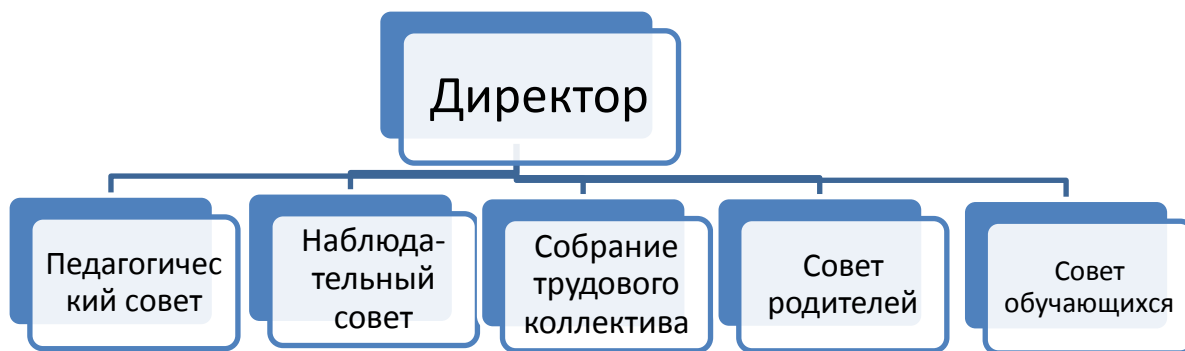 Директор
Педагогичес
кий совет
Наблюда-
тельный
совет
Собрание
трудового
коллектива
Совет
родителей
Совет
обучающихся